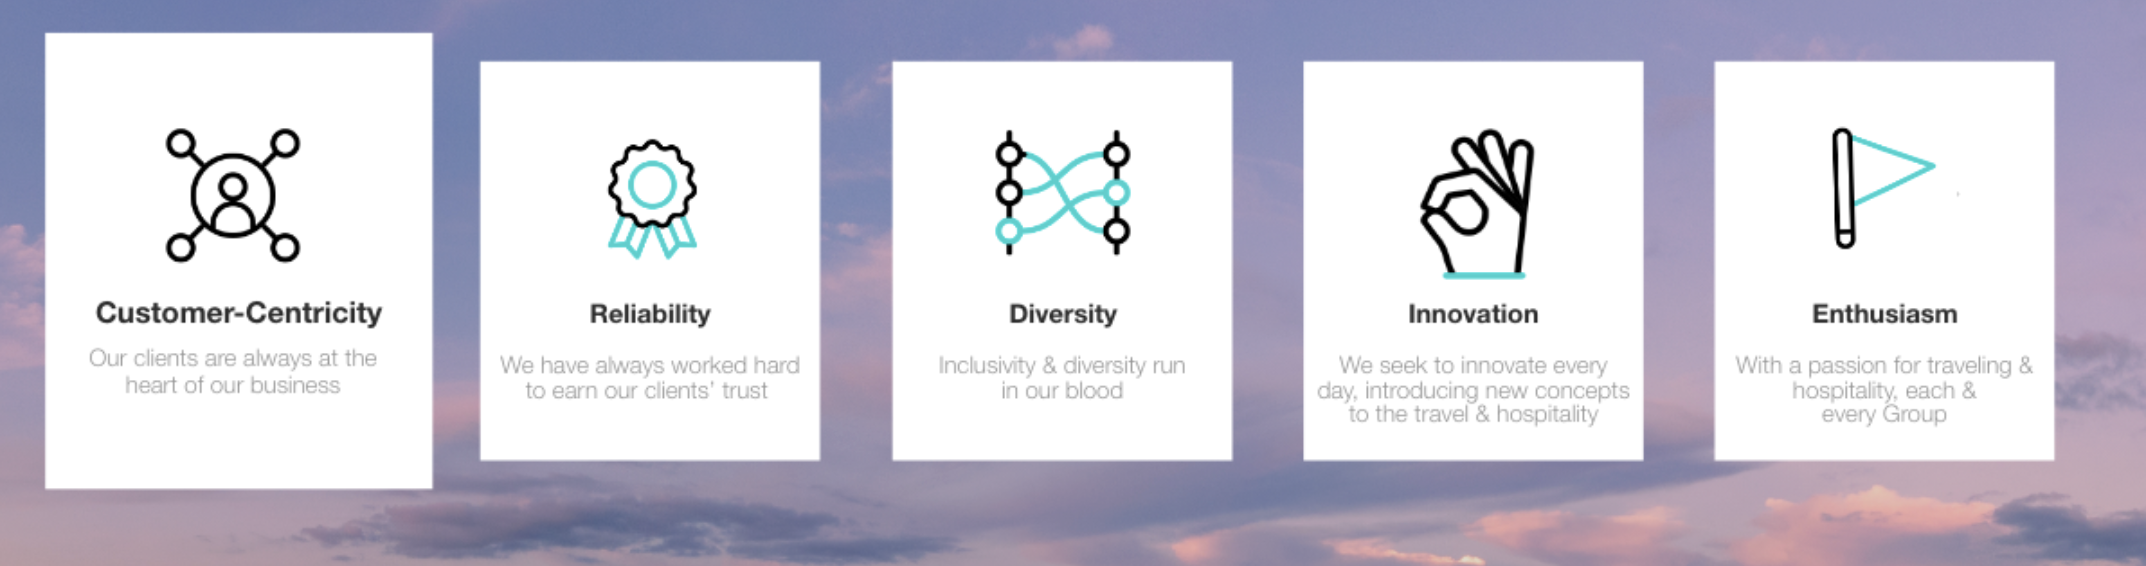 Customer-Centricity
Our clients are always at the
heart of our business
Reliability
We have always worked hard
to earn our clients’ trust
Diversity
Inclusivity & diversity run
in our blood
Innovation
We seek to innovate every
day, introducing new concepts
to the travel & hospitality
Enthusiasm
With a passion for traveling &
hospitality, each &
every Group